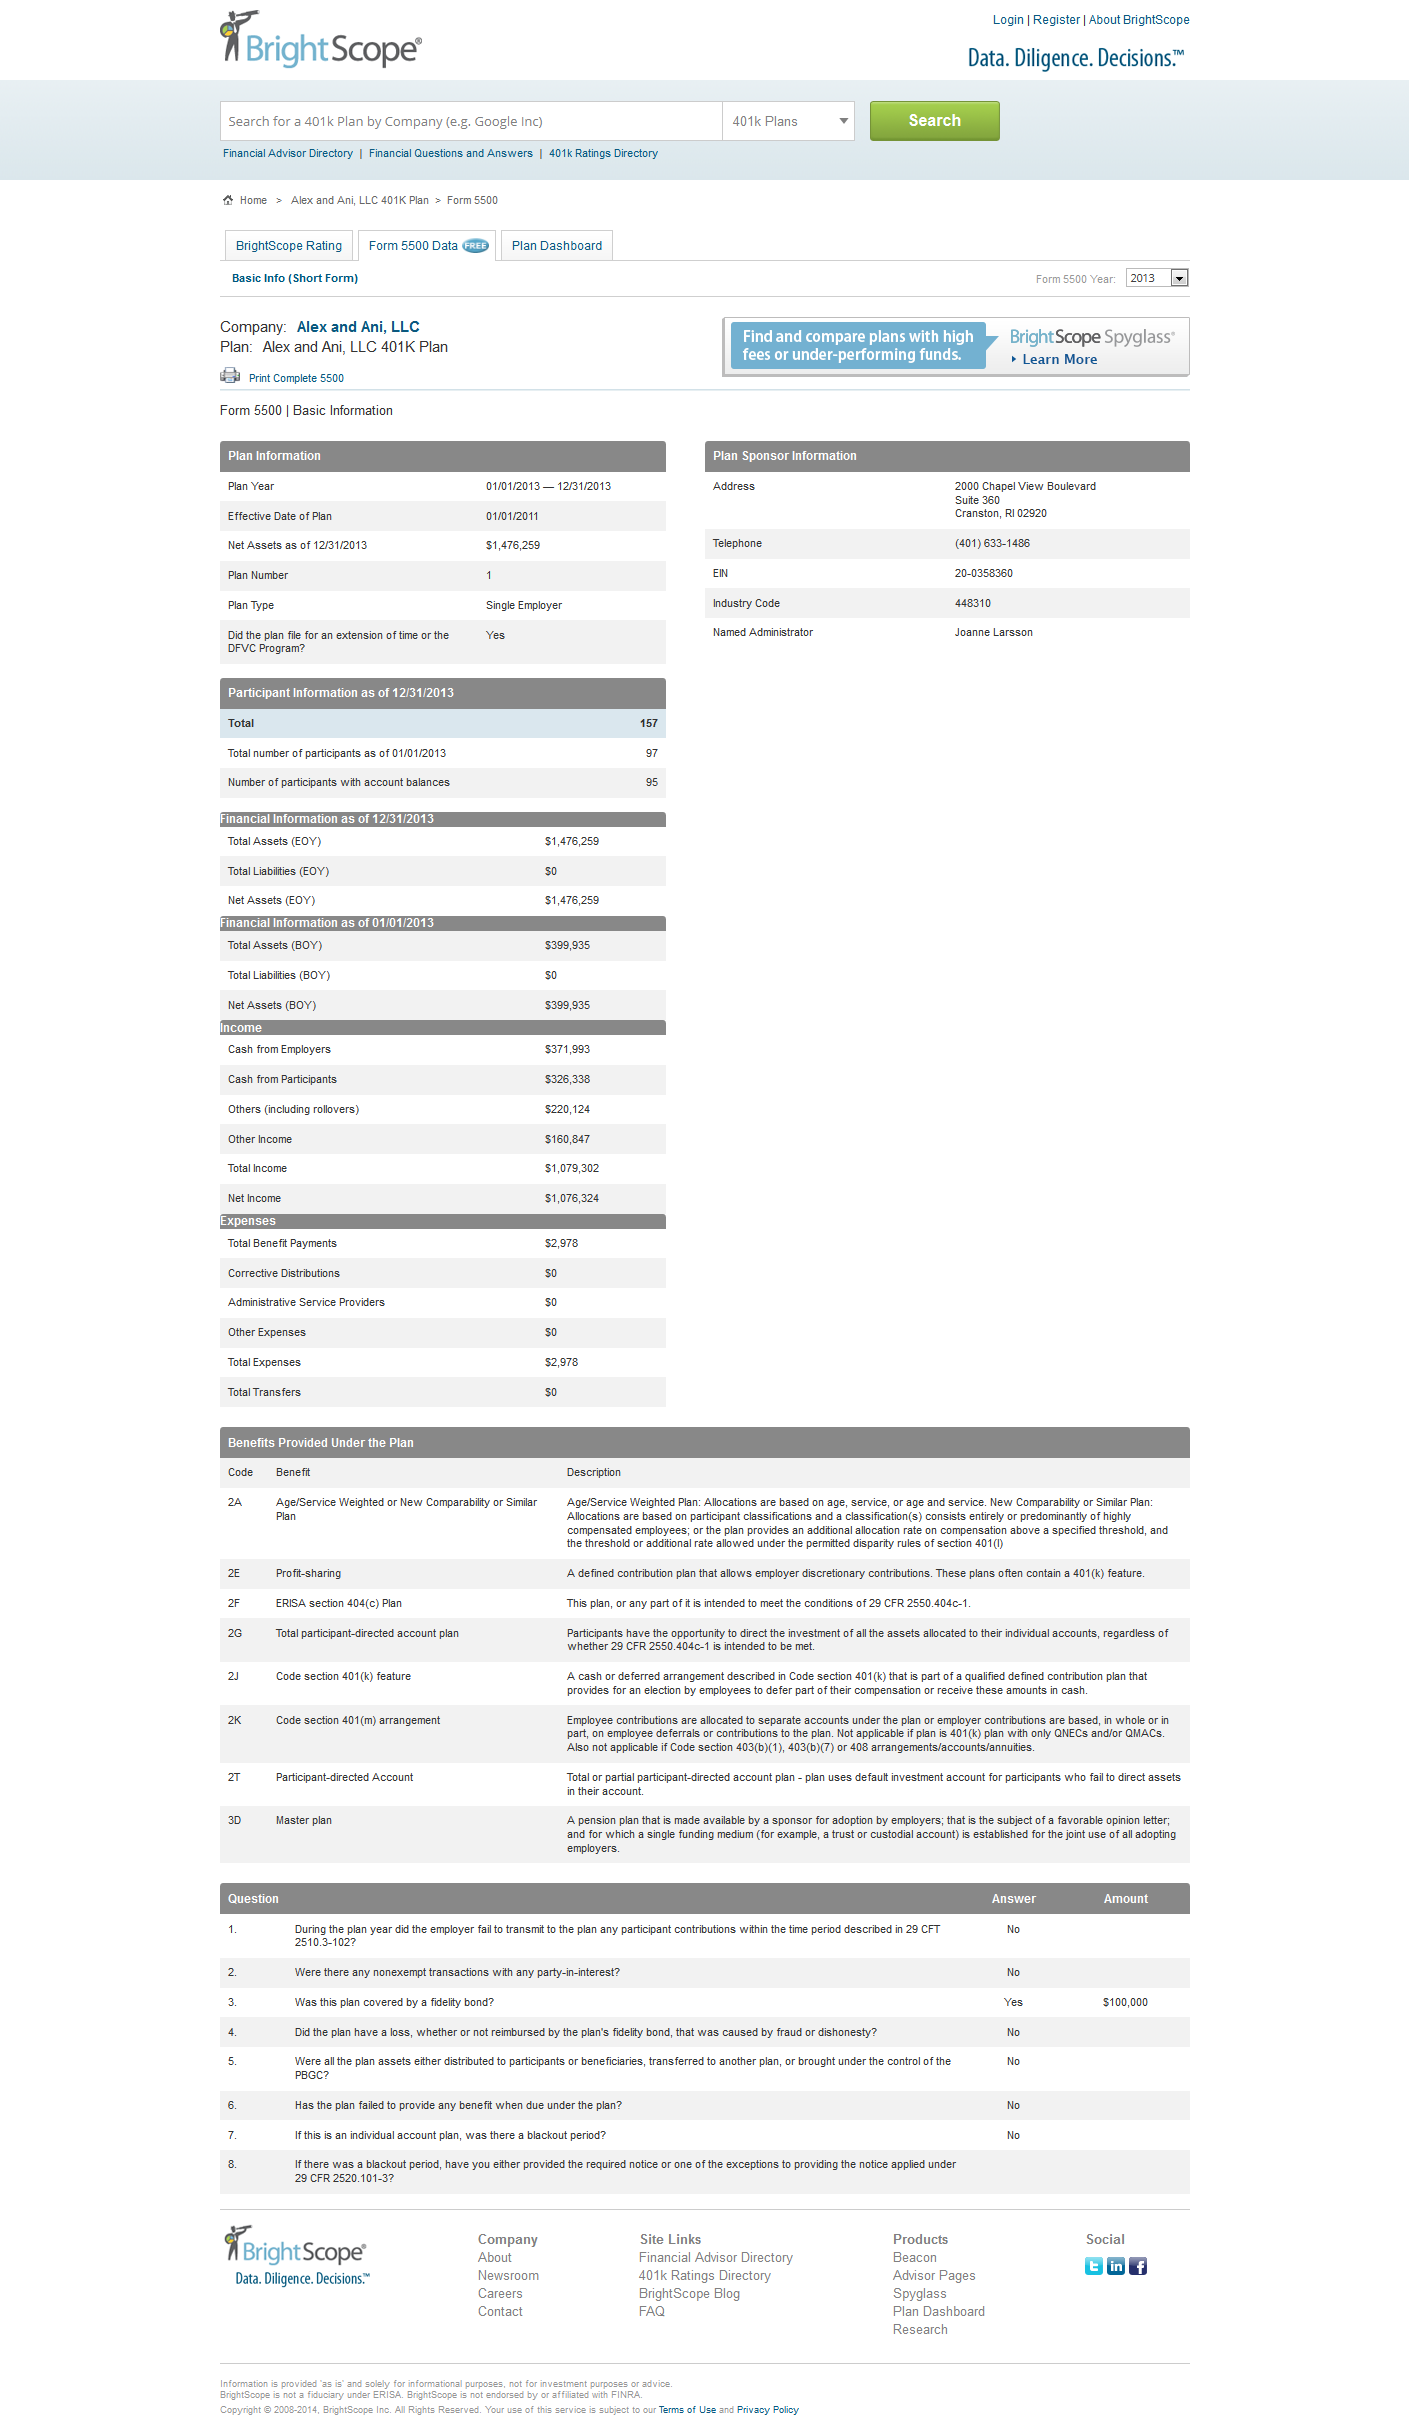 BrightScope®
Login | Register | About BrightScope
Data. Diligence. Decisions.™
Search for a 401k Plan by Company (e.g. Google Inc)
401k Plans
Search
Financial Advisor Directory | Financial Questions and Answers | 401k Ratings Directory
Home > Alex and Ani, LLC 401K Plan > Form 5500
BrightScope Rating
Form 5500 Data FREE
Plan Dashboard
Basic Info (Short Form)
Form 5500 Year: 2013
Company: Alex and Ani, LLC
Plan: Alex and Ani, LLC 401K Plan
Print Complete 5500
Find and compare plans with high
fees or under-performing funds.
BrightScope Spyglass®
Learn More
Form 5500 | Basic Information
Plan Information
Plan Year 01/01/2013 — 12/31/2013
Effective Date of Plan 01/01/2011
Net Assets as of 12/31/2013 $1,476,259
Plan Number 1
Plan Type Single Employer
Did the plan file for an extension of time or the Yes
DFVC Program?
Plan Sponsor Information
Address 2000 Chapel View Boulevard
Suite 360
Cranston, RI 02920
Telephone (401) 633-1486
EIN 20-0358360
Industry Code 448310
Named Administrator Joanne Larsson
Participant Information as of 12/31/2013
Total 157
Total number of participants as of 01/01/2013 97
Number of participants with account balances 95
Financial Information as of 12/31/2013
Total Assets (EOY) $1,476,259
Total Liabilities (EOY) $0
Net Assets (EOY) $1,476,259
Financial Information as of 01/01/2013
Total Assets (BOY) $399,935
Total Liabilities (BOY) $0
Net Assets (BOY) $399,935
Income
Cash from Employers $371,993
Cash from Participants $326,338
Others (including rollovers) $220,124
Other Income $160,847
Total Income $1,079,302
Net Income $1,076,324
Expenses
Total Benefit Payments $2,978
Corrective Distributions $0
Administrative Service Providers $0
Other Expenses $0
Total Expenses $2,978
Total Transfers $0
Benefits Provided Under the Plan
Code Benefit Description
2A Age/Service Weighted or New Comparability or Similar Age/Service Weighted Plan: Allocations are based on age, service, or age and service. New Comparability or Similar Plan:
Plan Allocations are based on participant classifications and a classification(s) consists entirely or predominantly of highly
compensated employees; or the plan provides an additional allocation rate on compensation above a specified threshold, and
the threshold or additional rate allowed under the permitted disparity rules of section 401(l)
2E Profit-sharing A defined contribution plan that allows employer discretionary contributions. These plans often contain a 401(k) feature.
2F ERISA section 404(c) Plan This plan, or any part of it is intended to meet the conditions of 29 CFR 2550.404c-1.
2G Total participant-directed account plan Participants have the opportunity to direct the investment of all the assets allocated to their individual accounts, regardless of
whether 29 CFR 2550.404c-1 is intended to be met.
2J Code section 401(k) feature A cash or deferred arrangement described in Code section 401(k) that is part of a qualified defined contribution plan that
provides for an election by employees to defer part of their compensation or receive these amounts in cash.
2K Code section 401(m) arrangement Employee contributions are allocated to separate accounts under the plan or employer contributions are based, in whole or in
part, on employee deferrals or contributions to the plan. Not applicable if plan is 401(k) plan with only QNECs and/or QMACs.
Also not applicable if Code section 403(b)(1), 403(b)(7) or 408 arrangements/accounts/annuities.
2T Participant-directed Account Total or partial participant-directed account plan - plan uses default investment account for participants who fail to direct assets
in their account.
3D Master plan A pension plan that is made available by a sponsor for adoption by employers; that is the subject of a favorable opinion letter;
and for which a single funding medium (for example, a trust or custodial account) is established for the joint use of all adopting
employers.
Question Answer Amount
1. During the plan year did the employer fail to transmit to the plan any participant contributions within the time period described in 29 CFT No
2510.3-102?
2. Were there any nonexempt transactions with any party-in-interest? No
3. Was this plan covered by a fidelity bond? Yes $100,000
4. Did the plan have a loss, whether or not reimbursed by the plan's fidelity bond, that was caused by fraud or dishonesty? No
5. Were all the plan assets either distributed to participants or beneficiaries, transferred to another plan, or brought under the control of the No
PBGC?
6. Has the plan failed to provide any benefit when due under the plan? No
7. If this is an individual account plan, was there a blackout period? No
8. If there was a blackout period, have you either provided the required notice or one of the exceptions to providing the notice applied under
29 CFR 2520.101-3?
BrightScope®
Data. Diligence. Decisions.™
Company
About
Newsroom
Careers
Contact
Site Links
Financial Advisor Directory
401k Ratings Directory
BrightScope Blog
FAQ
Products
Beacon
Advisor Pages
Spyglass
Plan Dashboard
Research
Social
Information is provided 'as is' and solely for informational purposes, not for investment purposes or advice.
BrightScope is not a fiduciary under ERISA. BrightScope is not endorsed by or affiliated with FINRA.
Copyright © 2008-2014, BrightScope Inc. All Rights Reserved. Your use of this service is subject to our Terms of Use and Privacy Policy